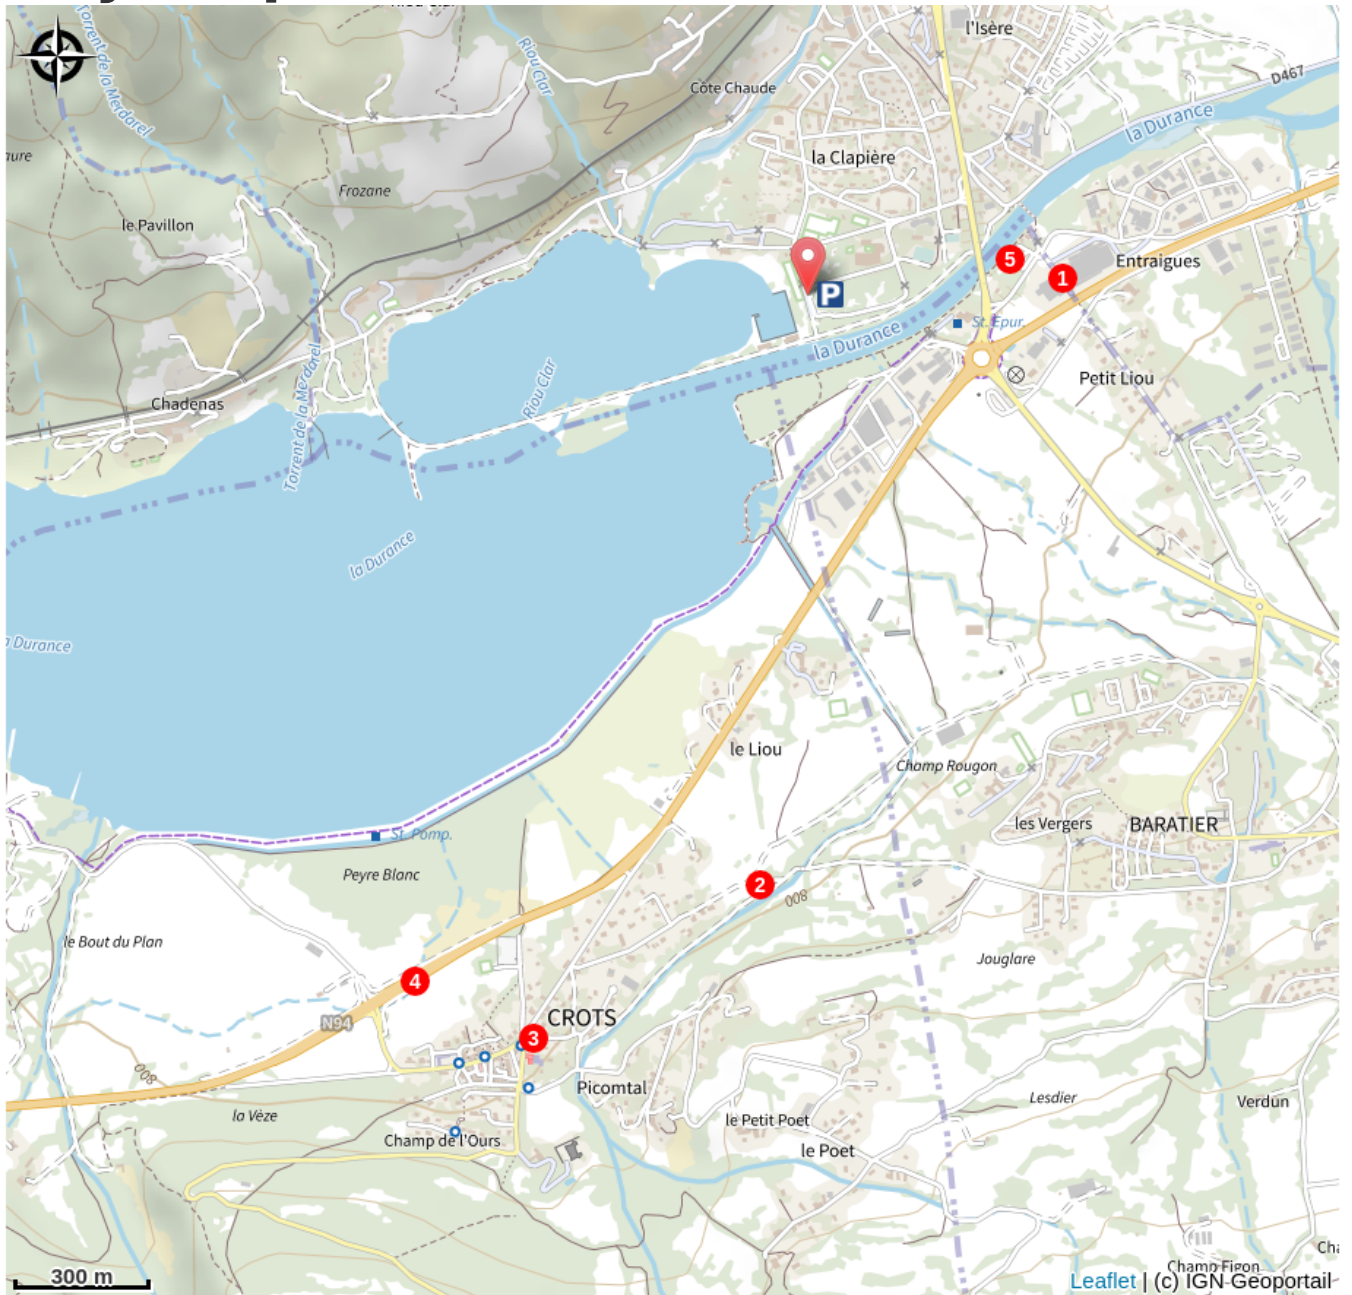 l'Isère
Torrent de la Merdarel
Riou Clar
D467
Côte Chaude
la Durance
la Clapière
Frozane
le Pavillon
5
Entraigues
1
P
St. Epur.
la Durance
Petit Liou
Riou Clar
Chadenas
Torrent de la Merdarel
la Durance
la Durance
le Liou
Champ Rougon
les Vergers
BARATIER
St. Pomp.
Peyre Blanc
2
800
le Bout du Plan
Jouglare
4
N94
CROTS
3
800
Picomtal
la Vèze
le Petit Poet
Lesdier
Verdun
Champ de l'Ours
le Poet
Champ Figon
300 m
Leaflet | (c) IGN Geoportail